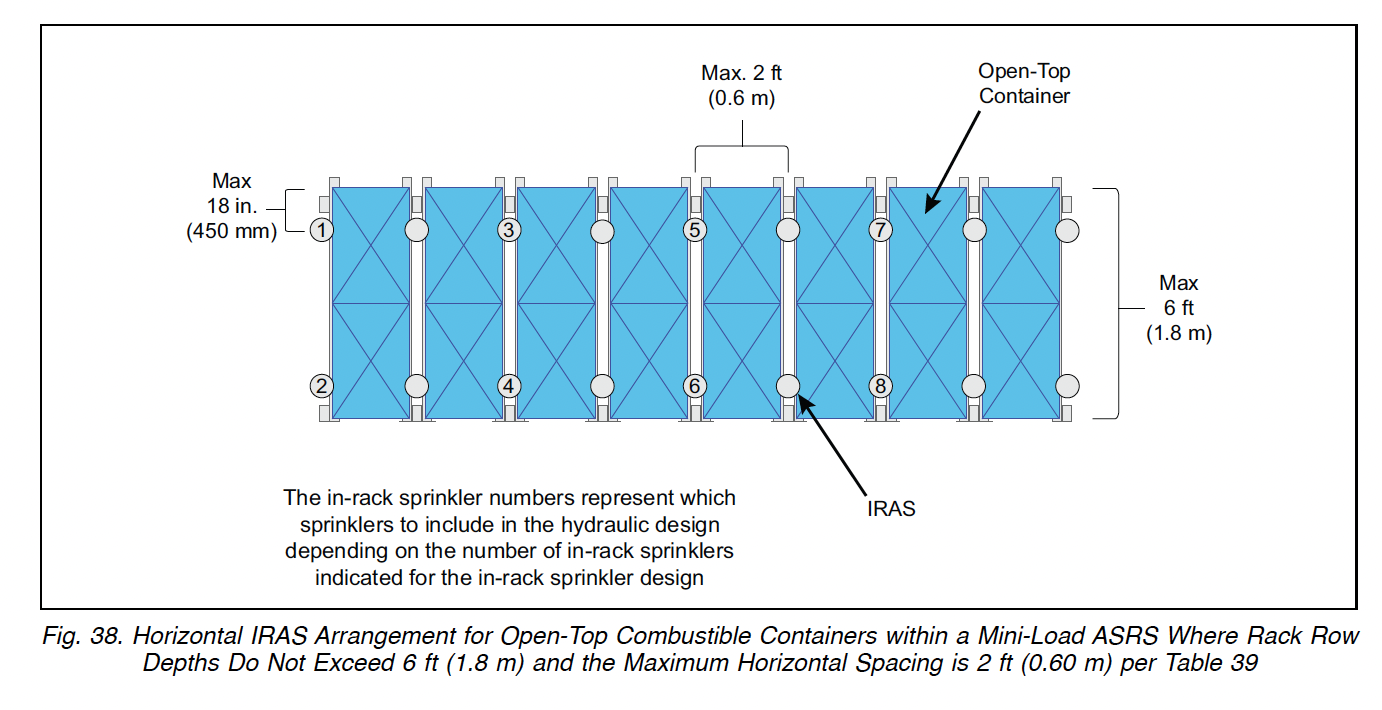 Max. 2 ft
(0.6 m)
Open-Top
Container
Max
18 in.
(450 mm)
1
3
5
7
Max
6 ft
(1.8 m)
2
4
6
8
IRAS
The in-rack sprinkler numbers represent which
sprinklers to include in the hydraulic design
depending on the number of in-rack sprinklers
indicated for the in-rack sprinkler design
Fig. 38. Horizontal IRAS Arrangement for Open-Top Combustible Containers within a Mini-Load ASRS Where Rack Row
Depths Do Not Exceed 6 ft (1.8 m) and the Maximum Horizontal Spacing is 2 ft (0.60 m) per Table 39